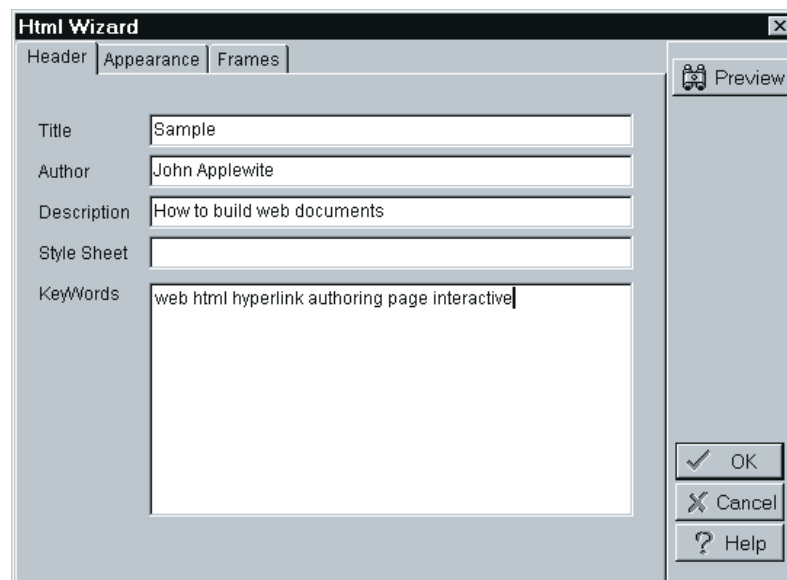 Html Wizard
Header Appearance Frames
Preview
Title Sample
Author John Applewite
Description How to build web documents
Style Sheet
KeyWords web html hyperlink authoring page interactive
OK
Cancel
Help